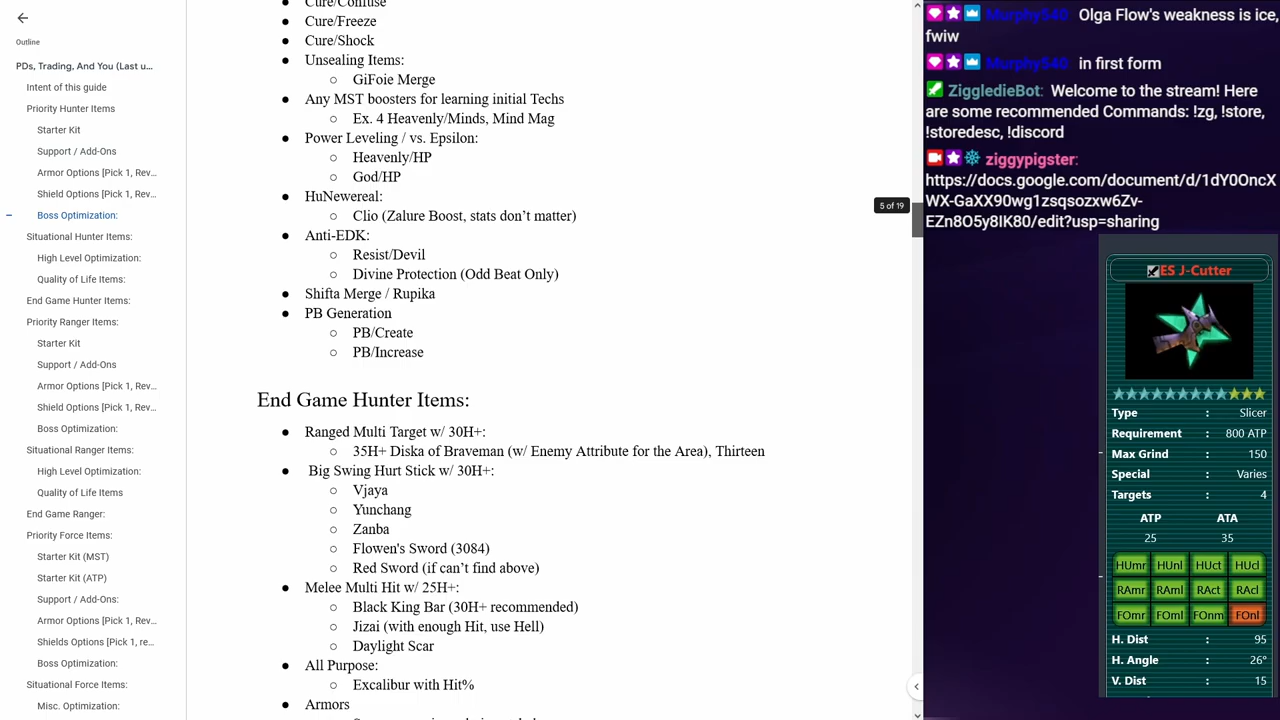 Outline
PDs, Trading, And You (Last u...
Intent of this guide
Priority Hunter Items
Starter Kit
Support / Add-Ons
Armor Options [Pick 1, Rev...
Shield Options [Pick 1, Rev...
Boss Optimization:
Situational Hunter Items:
High Level Optimization:
Quality of Life Items:
End Game Hunter Items:
Priority Ranger Items:
Starter Kit
Support / Add-Ons
Armor Options [Pick 1, Rev...
Shield Options [Pick 1, Rev...
Boss Optimization:
Situational Ranger Items:
High Level Optimization:
Quality of Life Items
End Game Ranger:
Priority Force Items:
Starter Kit (MST)
Starter Kit (ATP)
Support / Add-Ons:
Armor Options [Pick 1, Rev...
Shields Options [Pick 1, re...
Boss Optimization:
Situational Force Items:
Misc. Optimization:
Cure/Confuse
Cure/Freeze
Cure/Shock
Unsealing Items:
GiFoie Merge
Any MST boosters for learning initial Techs
Ex. 4 Heavenly/Minds, Mind Mag
Power Leveling / vs. Epsilon:
Heavenly/HP
God/HP
HuNewereal:
Clio (Zalure Boost, stats don't matter)
Anti-EDK:
Resist/Devil
Divine Protection (Odd Beat Only)
Shifta Merge / Rupika
PB Generation
PB/Create
PB/Increase
End Game Hunter Items:
Ranged Multi Target w/ 30H+:
35H+ Diska of Braveman (w/ Enemy Attribute for the Area), Thirteen
Big Swing Hurt Stick w/ 30H+:
Vjaya
Yunchang
Zanba
Flowen's Sword (3084)
Red Sword (if can't find above)
Melee Multi Hit w/ 25H+:
Black King Bar (30H+ recommended)
Jizai (with enough Hit, use Hell)
Daylight Scar
All Purpose:
Excalibur with Hit%
Armors
5 of 19
Murphy540 Olga Flow's weakness is ice,
fwiw
Murphy540 in first form
ZiggledieBot: Welcome to the stream! Here
are some recommended Commands: !zg, !store,
!storedesc, !discord
ziggypigster:
https://docs.google.com/document/d/1dY0OncX
WX-GaXX90wg1zsqsozxw6Zv-
EZn8O5y8IK80/edit?usp=sharing
ES J-Cutter
Type : Slicer
Requirement : 800 ATP
Max Grind : 150
Special : Varies
Targets : 4
ATP ATA
25 35
HUmr HUnl HUct HUcl
RAmr RAml RAct RAcl
FOmr FOml FOnm FOnl
H. Dist : 95
H. Angle : 26°
V. Dist : 15